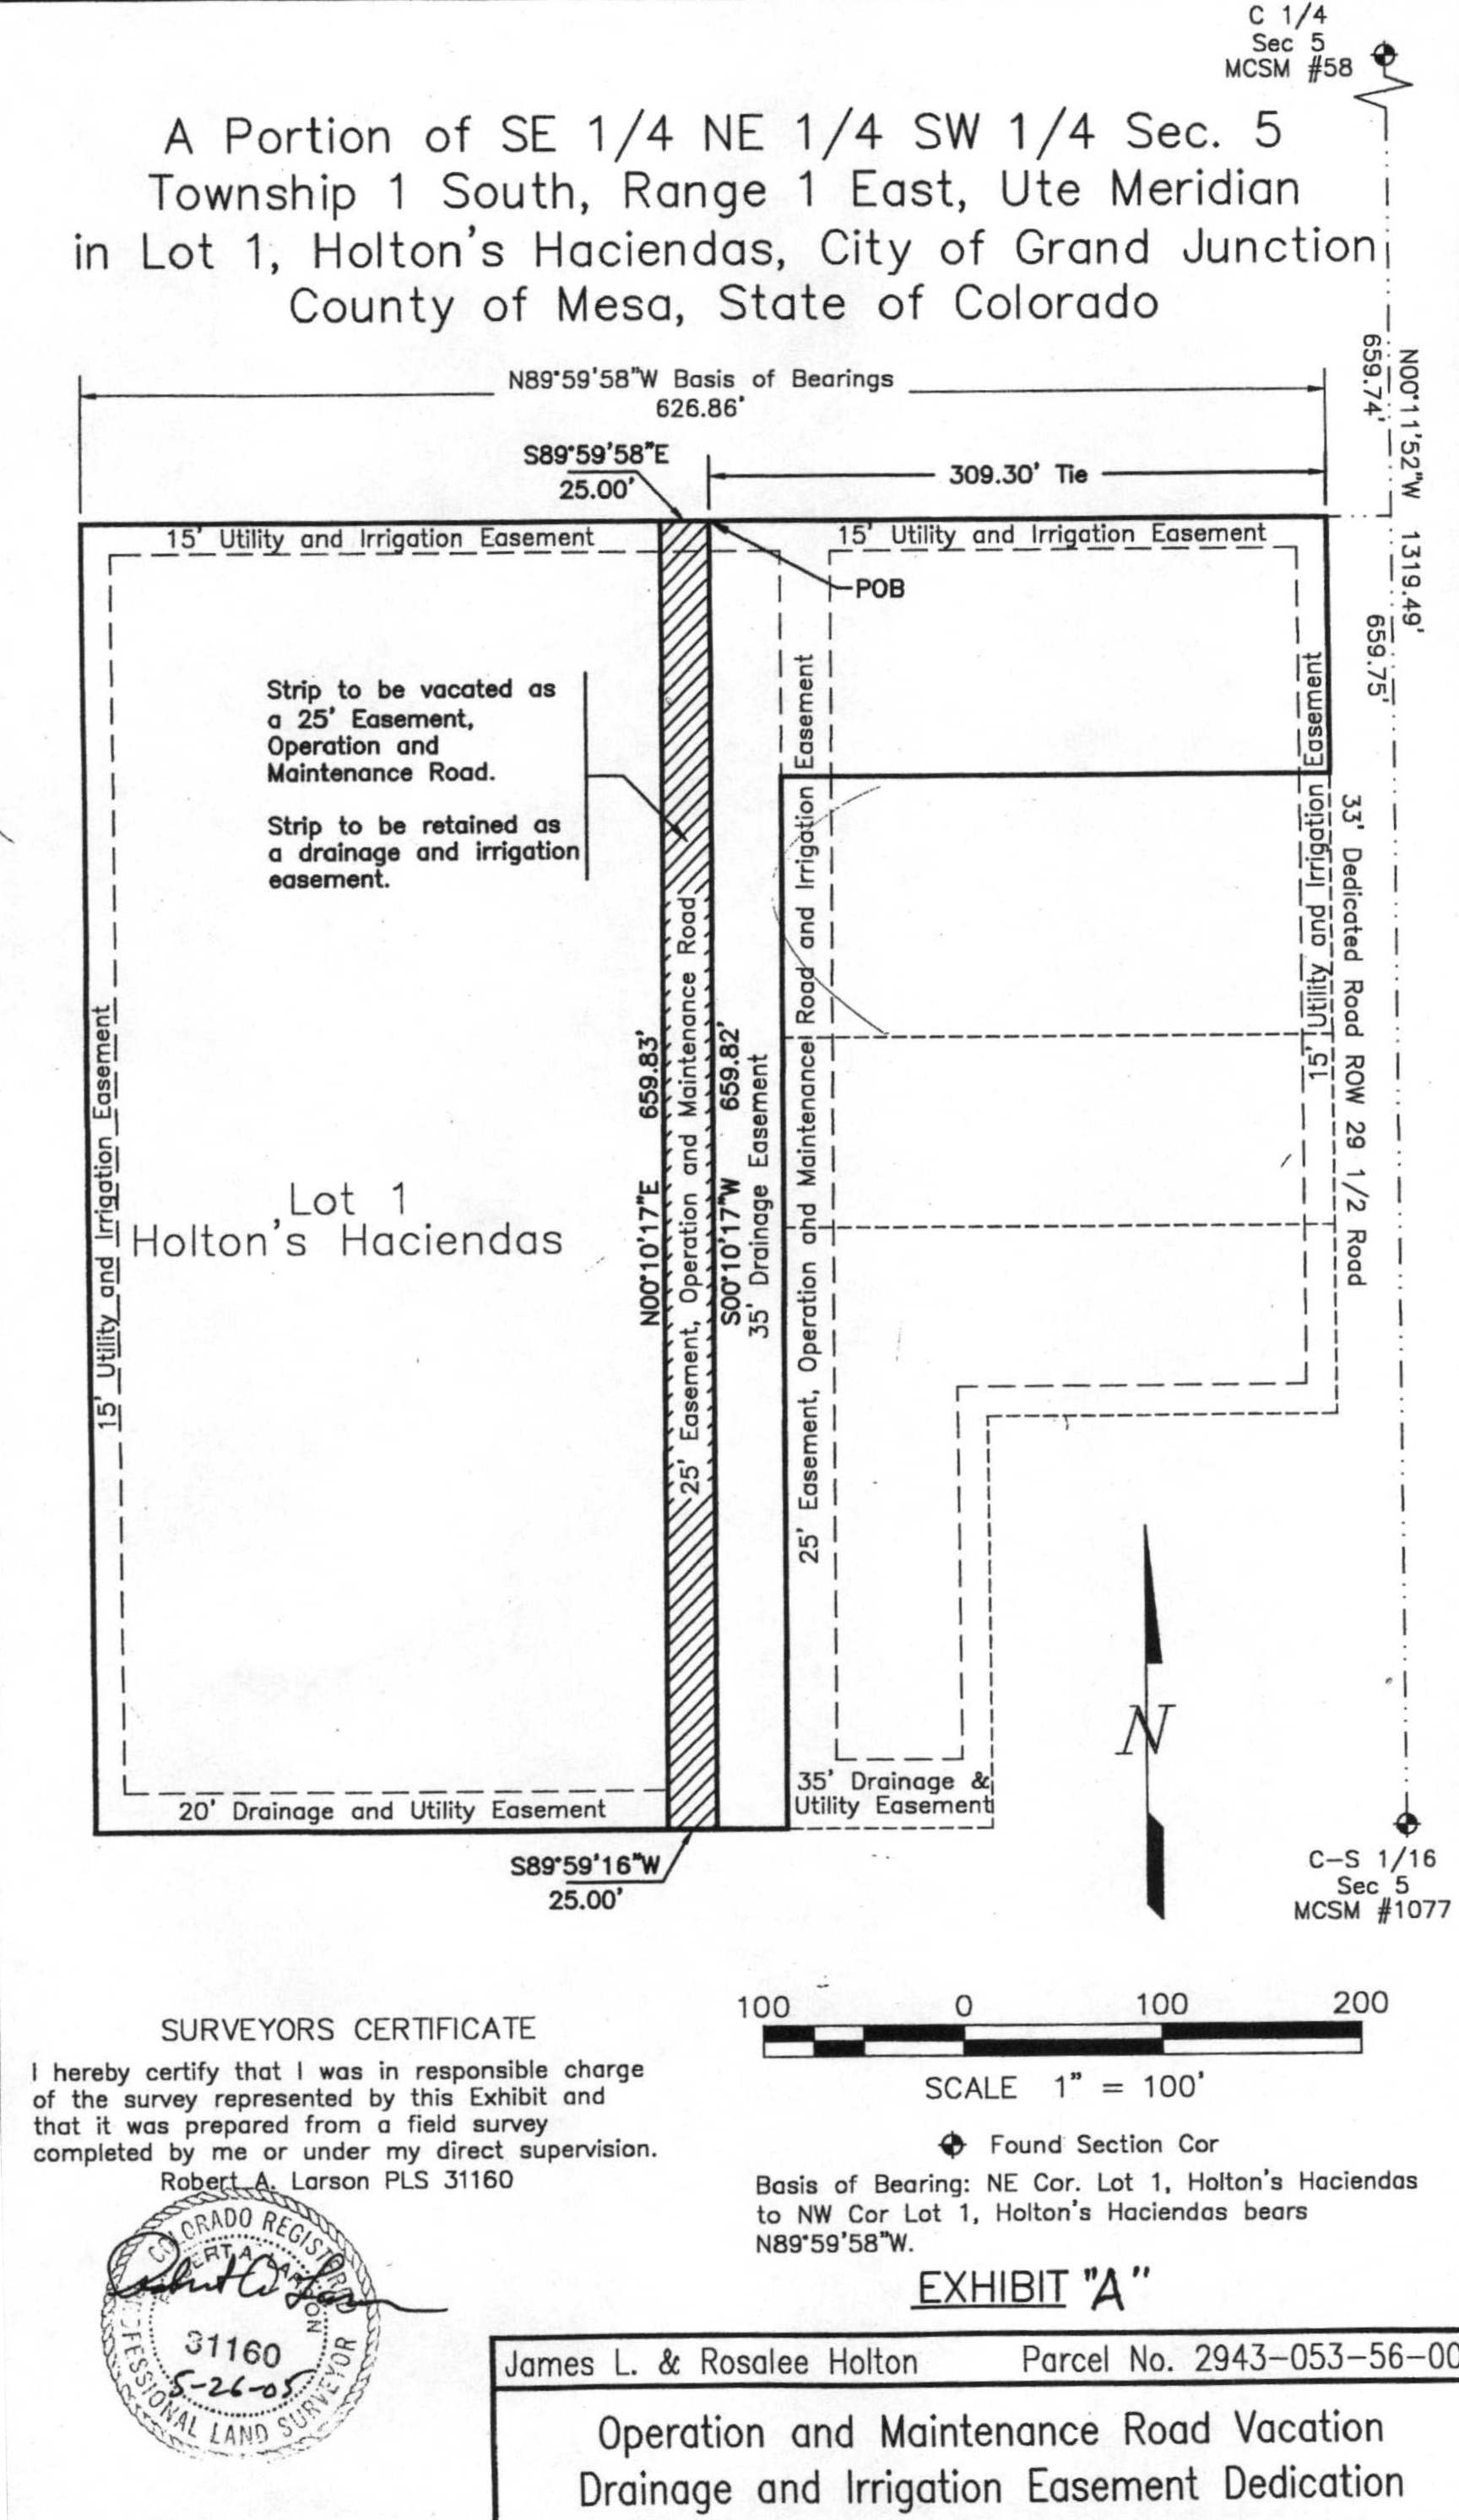 C 1/4
Sec 5
MCSM #58
A Portion of SE 1/4 NE 1/4 SW 1/4 Sec. 5
Township 1 South, Range 1 East, Ute Meridian
in Lot 1, Holton's Haciendas, City of Grand Junction
County of Mesa, State of Colorado
N89°59'58"W Basis of Bearings
626.86'
659.74'
N00°11'52"W 1319.49'
S89°59'58"E
25.00'
309.30' Tie
15' Utility and Irrigation Easement
15' Utility and Irrigation Easement
POB
659.75'
Strip to be vacated as
a 25' Easement,
Operation and
Maintenance Road.
Strip to be retained as
a drainage and irrigation
easement.
15' Utility and Irrigation Easement
N00°10'17"E 659.83'
25' Easement, Operation and Maintenance Road
S00°10'17"W 659.82'
35' Drainage Easement
25' Easement, Operation and Maintenance Road and Irrigation Easement
15' Utility and Irrigation Easement
33' Dedicated Road ROW 29 1/2 Road
Lot 1
Holton's Haciendas
N
35' Drainage &
Utility Easement
20' Drainage and Utility Easement
S89°59'16"W
25.00'
C-S 1/16
Sec 5
MCSM #1077
100 0 100 200
SCALE 1" = 100'
Found Section Cor
Basis of Bearing: NE Cor. Lot 1, Holton's Haciendas
to NW Cor Lot 1, Holton's Haciendas bears
N89°59'58"W.
SURVEYORS CERTIFICATE
I hereby certify that I was in responsible charge
of the survey represented by this Exhibit and
that it was prepared from a field survey
completed by me or under my direct supervision.
Robert A. Larson PLS 31160
COLORADO REGISTERED
31160
5-26-05
PROFESSIONAL LAND SURVEYOR
EXHIBIT "A"
James L. & Rosalee Holton
Parcel No. 2943-053-56-00
Operation and Maintenance Road Vacation
Drainage and Irrigation Easement Dedication